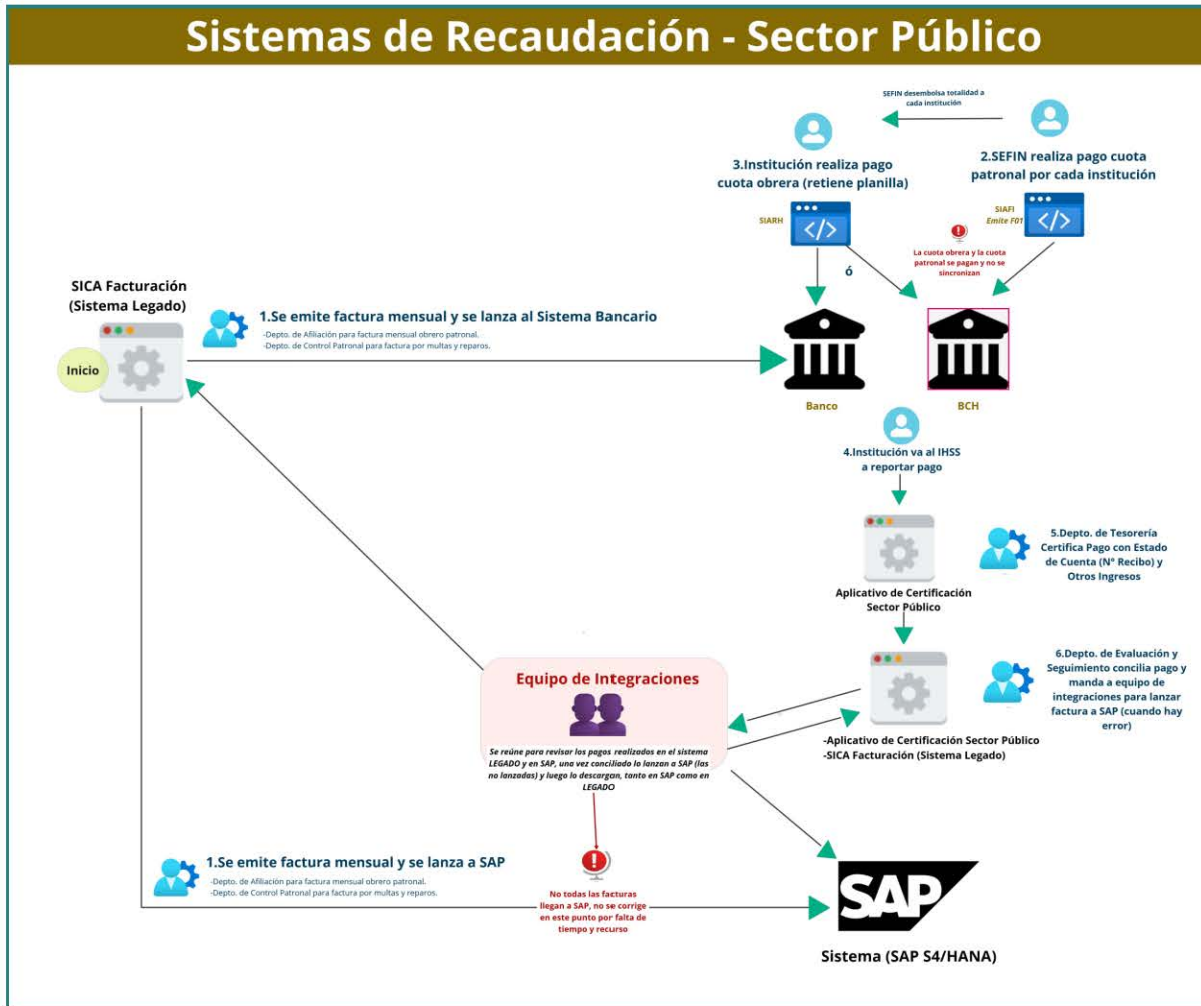 Sistemas de Recaudación - Sector Público
SEFIN desembolsa totalidad a
cada institución
3.Institución realiza pago
cuota obrera (retiene planilla)
2.SEFIN realiza pago cuota
patronal por cada institución
SIARH
</>
SIAFI
Emite F01
</>
!
La cuota obrera y la cuota
patronal se pagan y no se
sincronizan
ó
SICA Facturación
(Sistema Legado)
Inicio
1.Se emite factura mensual y se lanza al Sistema Bancario
-Depto. de Afiliación para factura mensual obrero patronal.
-Depto. de Control Patronal para factura por multas y reparos.
Banco
BCH
4.Institución va al IHSS
a reportar pago
5.Depto. de Tesorería
Certifica Pago con Estado
de Cuenta (N° Recibo) y
Otros Ingresos
Aplicativo de Certificación
Sector Público
6.Depto. de Evaluación y
Seguimiento concilia pago y
manda a equipo de
integraciones para lanzar
factura a SAP (cuando hay
error)
-Aplicativo de Certificación Sector Público
-SICA Facturación (Sistema Legado)
Equipo de Integraciones
Se reúne para revisar los pagos realizados en el sistema
LEGADO y en SAP, una vez conciliado lo lanzan a SAP (las
no lanzadas) y luego lo descargan, tanto en SAP como en
LEGADO
1.Se emite factura mensual y se lanza a SAP
-Depto. de Afiliación para factura mensual obrero patronal.
-Depto. de Control Patronal para factura por multas y reparos.
!
No todas las facturas
llegan a SAP, no se corrige
en este punto por falta de
tiempo y recurso
SAP
Sistema (SAP S4/HANA)